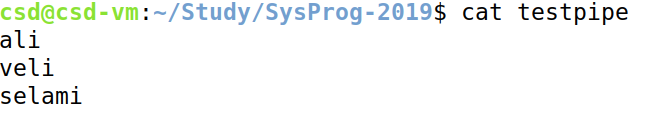 csd@csd-vm:~/Study/SysProg-2019$ cat testpipe
ali
veli
selami